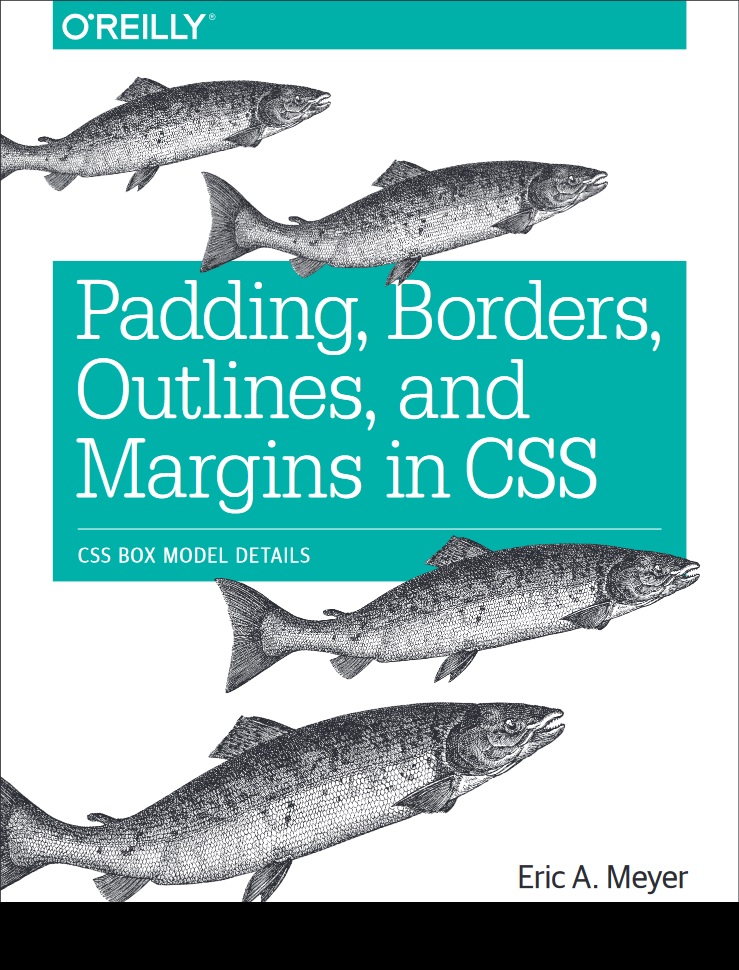 O'REILLY®
Padding, Borders,
Outlines, and
Margins in CSS
CSS BOX MODEL DETAILS
Eric A. Meyer